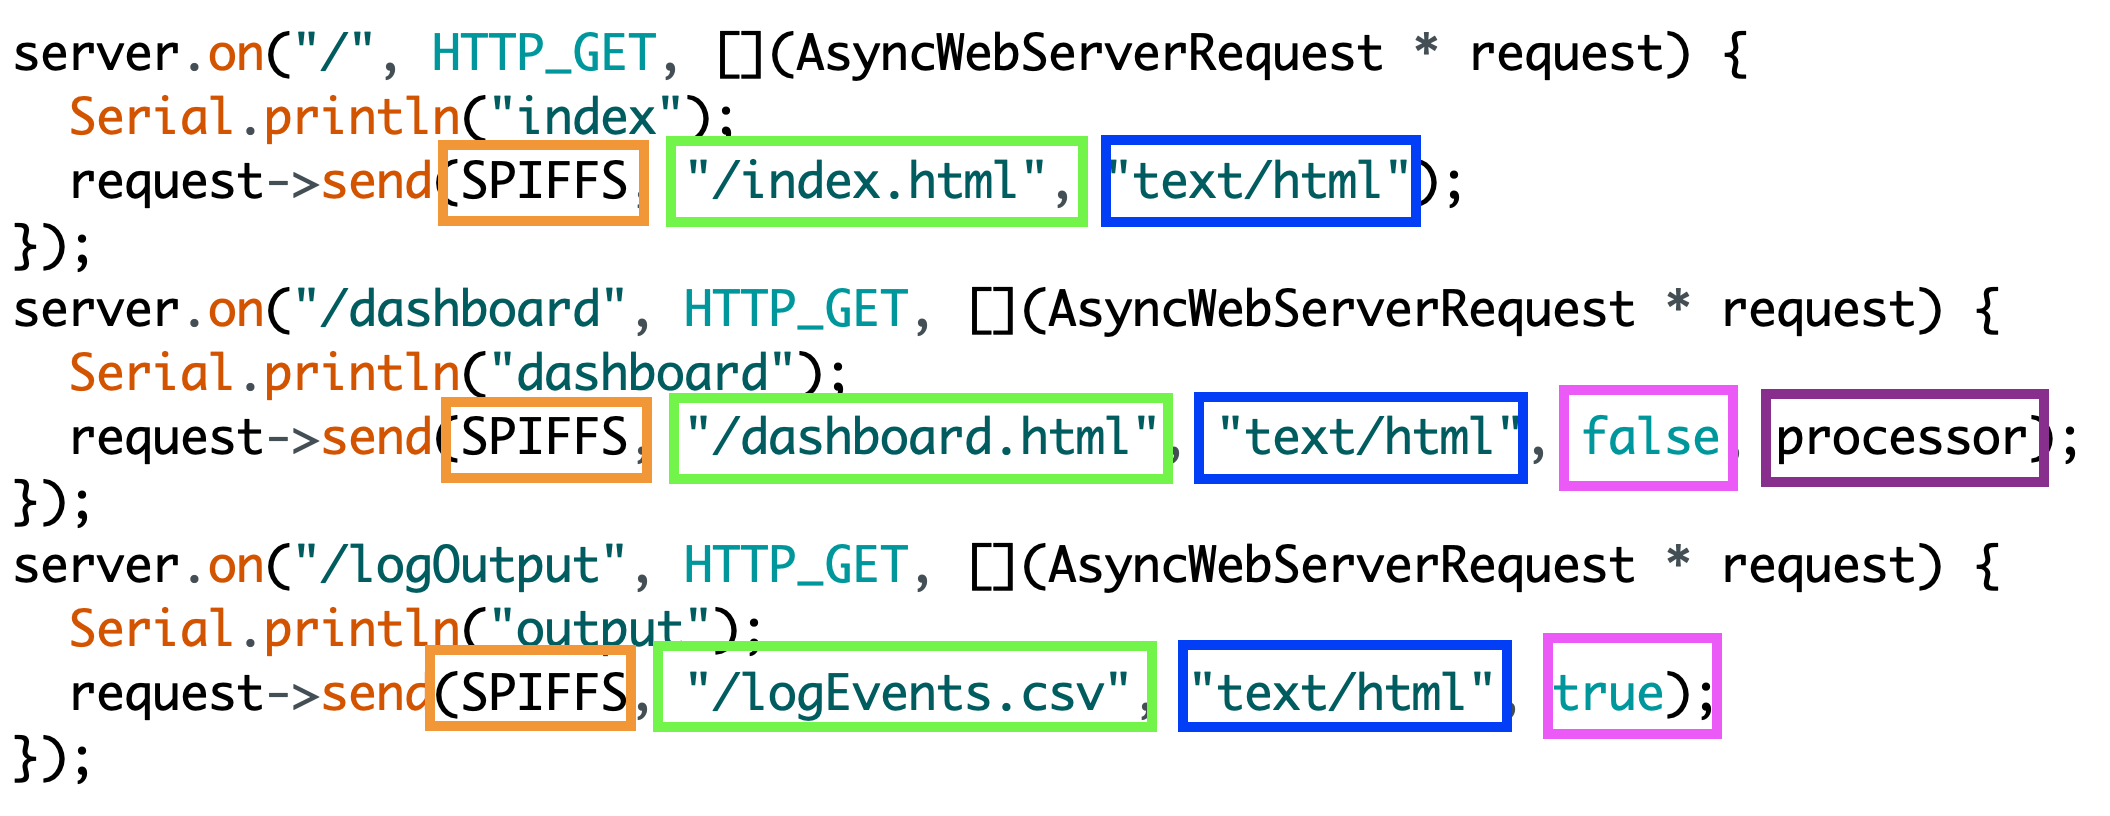 server.on("/", HTTP_GET, [](AsyncWebServerRequest * request) {
  Serial.println("index");
  request->send(SPIFFS, "/index.html", "text/html");
});
server.on("/dashboard", HTTP_GET, [](AsyncWebServerRequest * request) {
  Serial.println("dashboard");
  request->send(SPIFFS, "/dashboard.html", "text/html", false, processor);
});
server.on("/logOutput", HTTP_GET, [](AsyncWebServerRequest * request) {
  Serial.println("output");
  request->send(SPIFFS, "/logEvents.csv", "text/html", true);
});